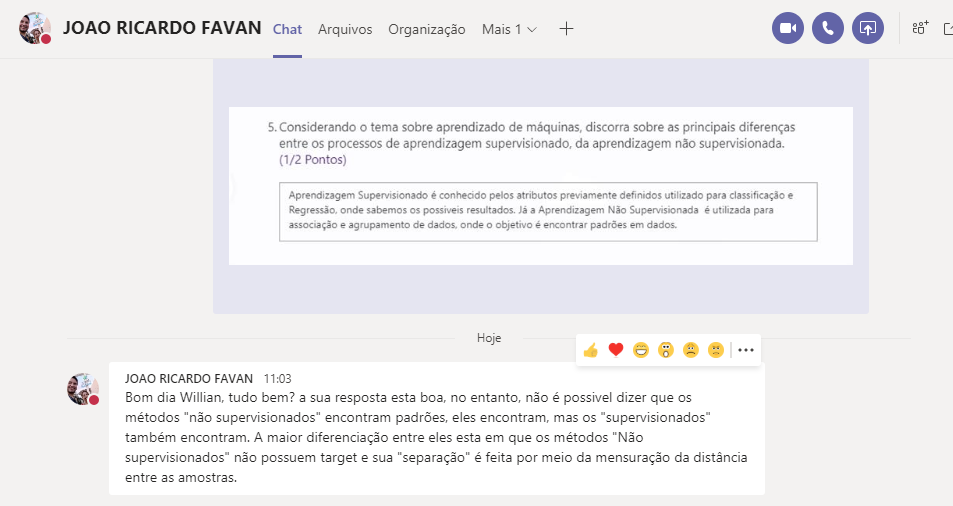 JOAO RICARDO FAVAN Chat Arquivos Organização Mais 1
5. Considerando o tema sobre aprendizado de máquinas, discorra sobre as principais diferenças
entre os processos de aprendizagem supervisionado, da aprendizagem não supervisionada.
(1/2 Pontos)
Aprendizagem Supervisionado é conhecido pelos atributos previamente definidos utilizado para classificação e
Regressão, onde sabemos os possiveis resultados. Já a Aprendizagem Não Supervisionada é utilizada para
associação e agrupamento de dados, onde o objetivo é encontrar padrões em dados.
Hoje
JOAO RICARDO FAVAN 11:03
Bom dia Willian, tudo bem? a sua resposta esta boa, no entanto, não é possivel dizer que os
métodos "não supervisionados" encontram padrões, eles encontram, mas os "supervisionados"
também encontram. A maior diferenciação entre eles esta em que os métodos "Não
supervisionados" não possuem target e sua "separação" é feita por meio da mensuração da distância
entre as amostras.